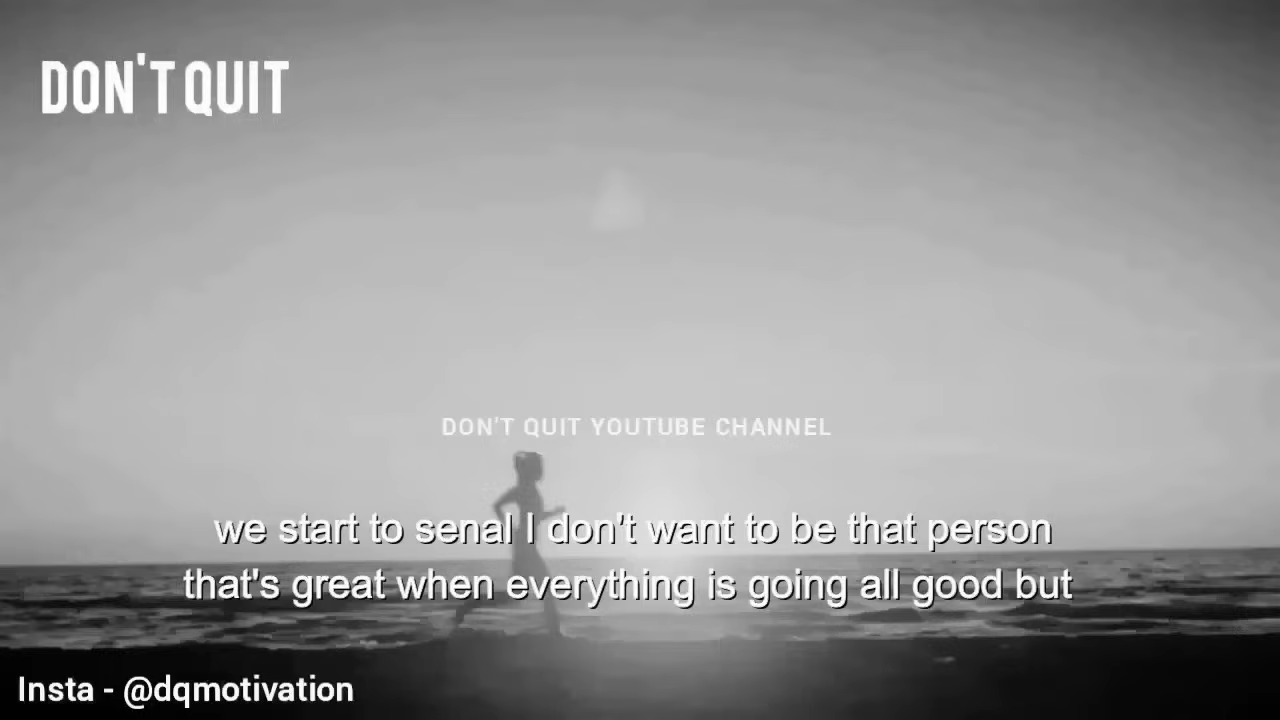 DON'T QUIT
DON'T QUIT YOUTUBE CHANNEL
we start to senal I don't want to be that person
that's great when everything is going all good but
Insta - @dqmotivation